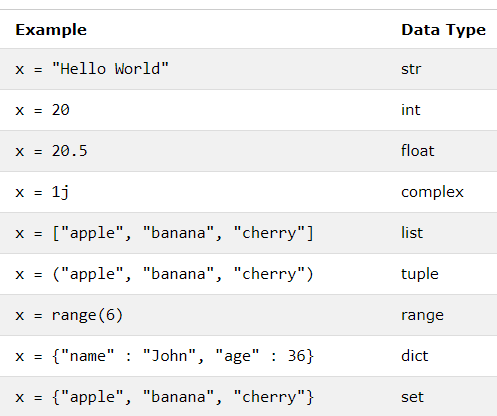 Example Data Type
x = "Hello World" str
x = 20 int
x = 20.5 float
x = 1j complex
x = ["apple", "banana", "cherry"] list
x = ("apple", "banana", "cherry") tuple
x = range(6) range
x = {"name" : "John", "age" : 36} dict
x = {"apple", "banana", "cherry"} set